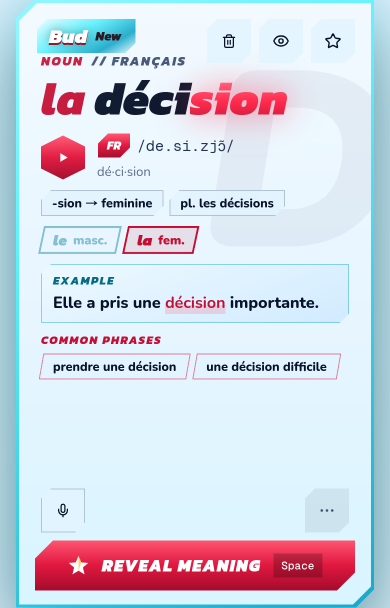 Bud New
NOUN // FRANÇAIS
la décision
FR /de.si.zjɔ̃/
dé·ci·sion
-sion → feminine pl. les décisions
le masc. la fem.
EXAMPLE
Elle a pris une décision importante.
COMMON PHRASES
prendre une décision une décision difficile
REVEAL MEANING Space